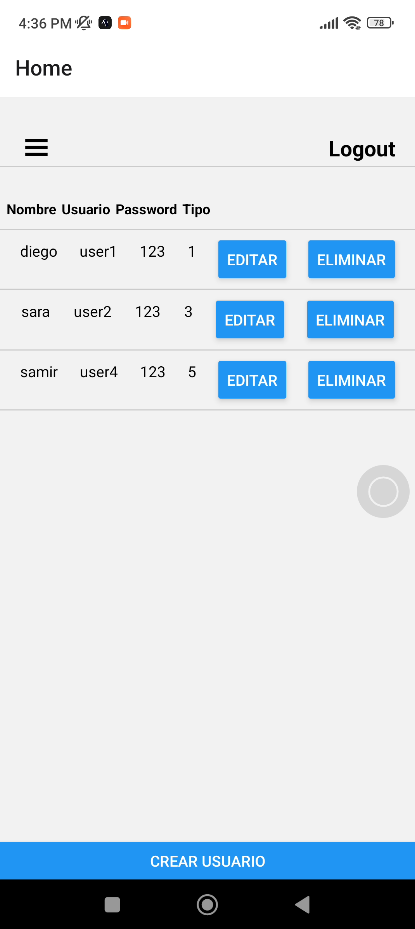 4:36 PM 78
Home
Logout
Nombre Usuario Password Tipo
diego user1 123 1 EDITAR ELIMINAR
sara user2 123 3 EDITAR ELIMINAR
samir user4 123 5 EDITAR ELIMINAR
CREAR USUARIO